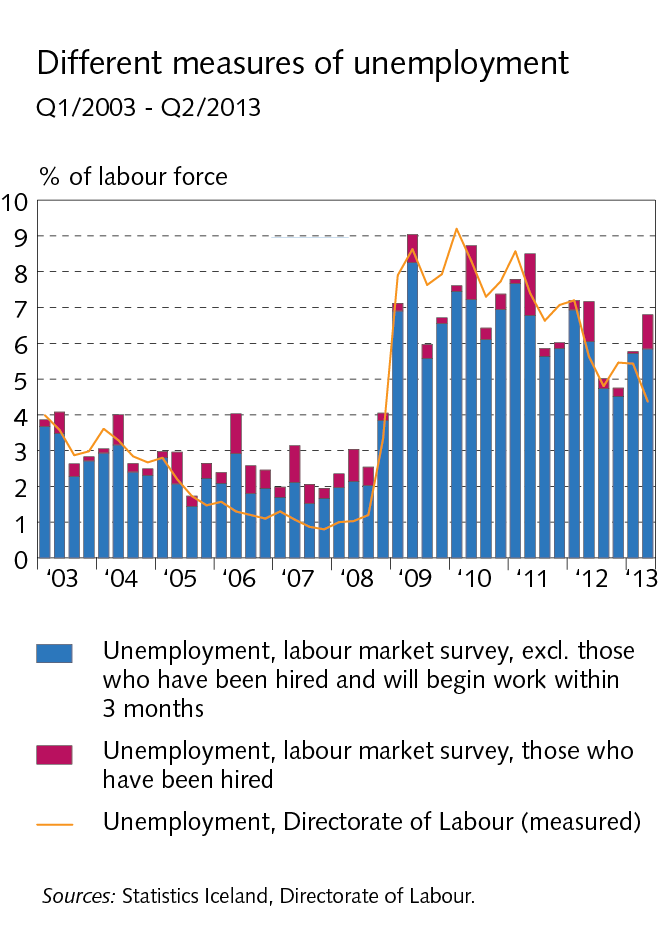 Different measures of unemployment
Q1/2003 - Q2/2013
% of labour force
10
9
8
7
6
5
4
3
2
1
0
‘03 ‘04 ‘05 ‘06 ‘07 ‘08 ‘09 ‘10 ‘11 ‘12 ‘13
Unemployment, labour market survey, excl. those
who have been hired and will begin work within
3 months
Unemployment, labour market survey, those who
have been hired
Unemployment, Directorate of Labour (measured)
Sources: Statistics Iceland, Directorate of Labour.